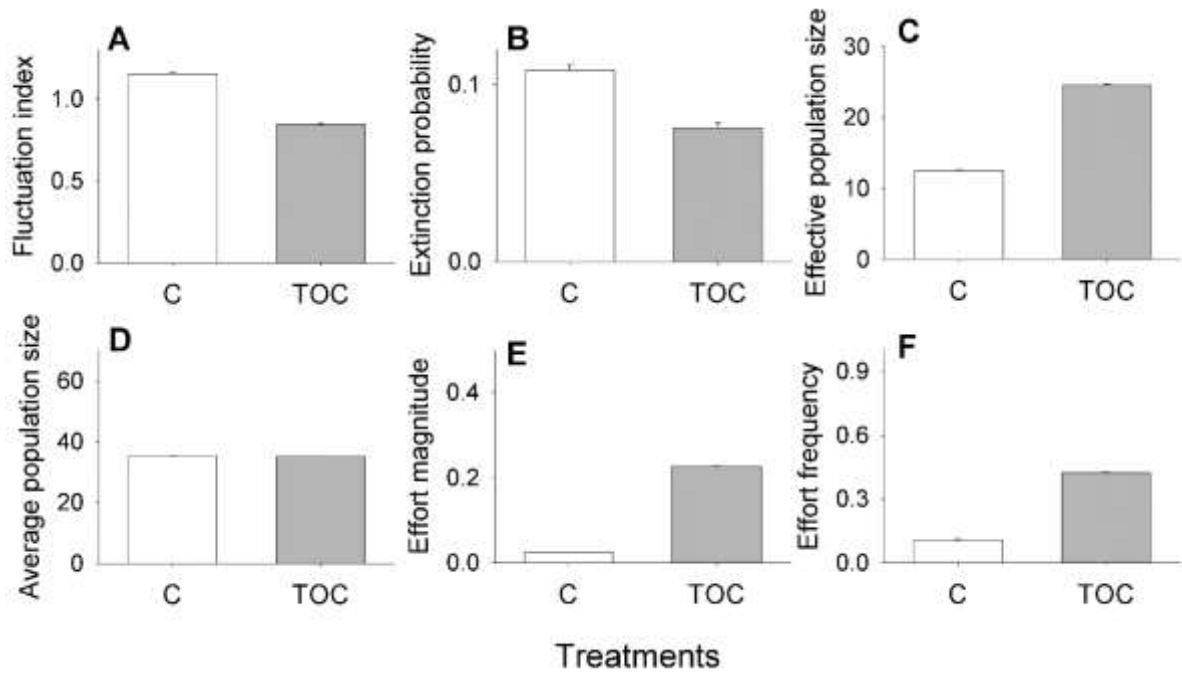 A
Fluctuation index
1.0
0.5
0.0
C
TOC
B
Extinction probability
0.1
0.0
C
TOC
C
Effective population size
30
20
10
0
C
TOC
D
Average population size
60
40
20
0
C
TOC
E
Effort magnitude
0.4
0.2
0.0
C
TOC
F
Effort frequency
0.9
0.6
0.3
0.0
C
TOC
Treatments